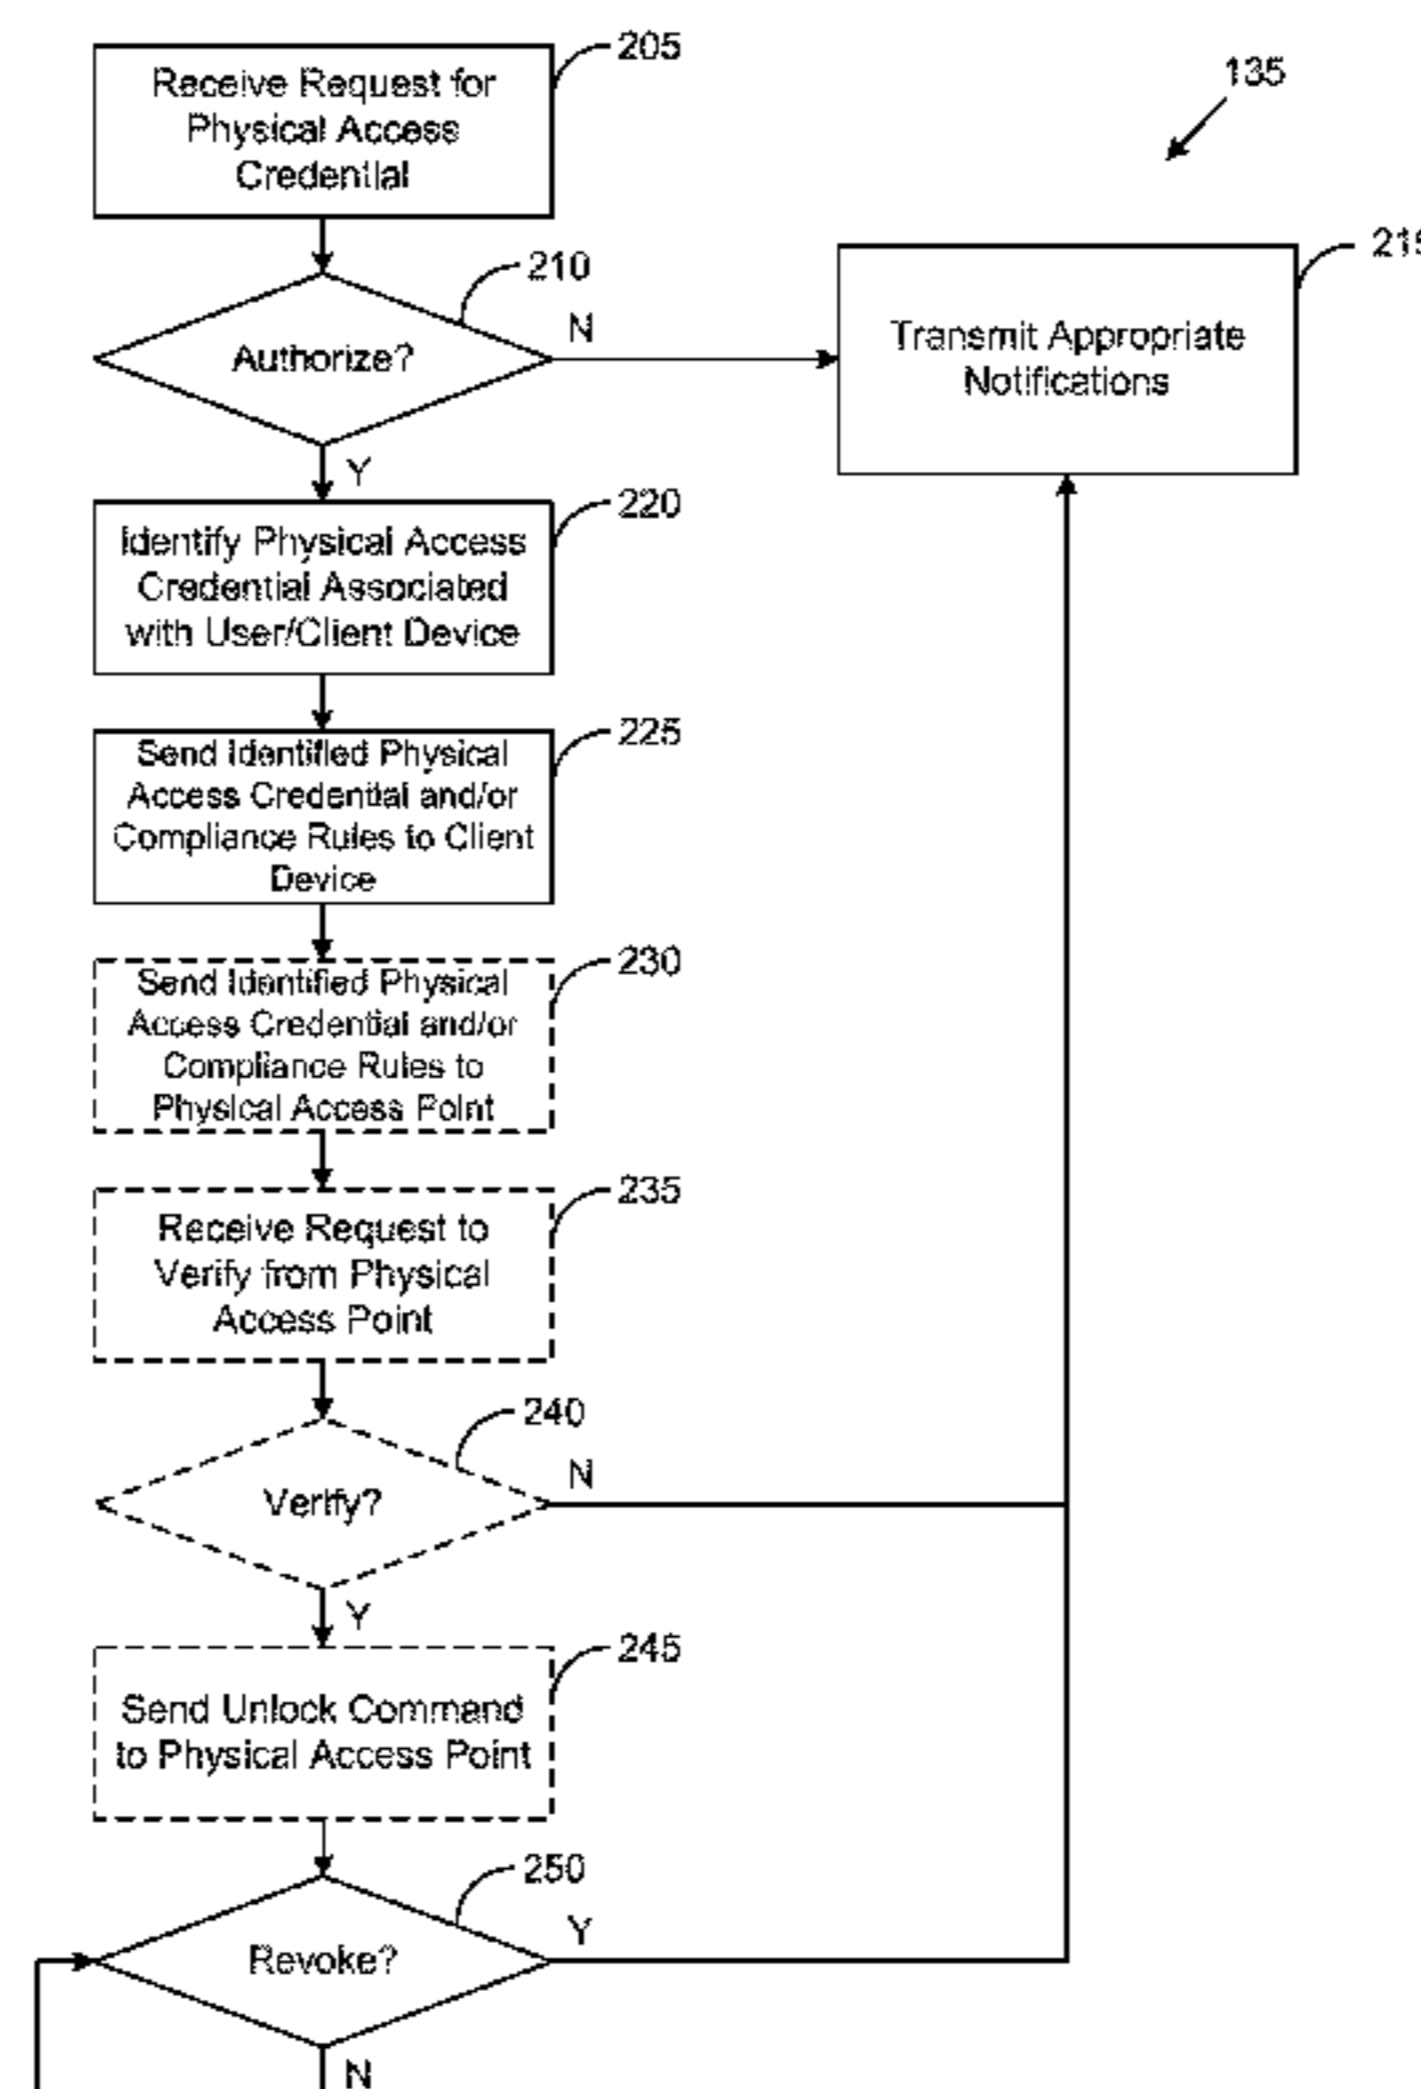 205
Receive Request for
Physical Access
Credential
135
210
Authorize?
N
Y
Transmit Appropriate
Notifications
220
Identify Physical Access
Credential Associated
with User/Client Device
225
Send Identified Physical
Access Credential and/or
Compliance Rules to Client
Device
230
Send Identified Physical
Access Credential and/or
Compliance Rules to
Physical Access Point
235
Receive Request to
Verify from Physical
Access Point
240
Verify?
N
Y
245
Send Unlock Command
to Physical Access Point
250
Revoke?
Y
N